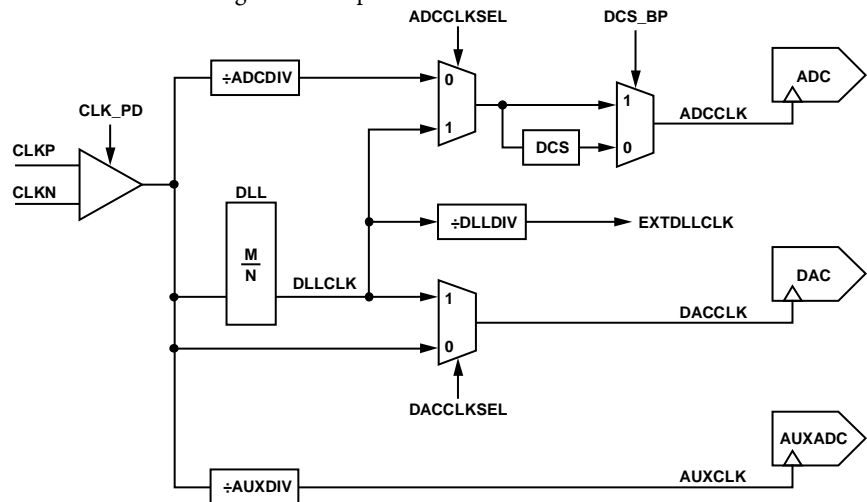 ADCCLKSEL
DCS_BP
÷ADCDIV
0
1
ADC
CLK_PD
CLKP
CLKN
1
0
DCS
ADCCLK
DLL
M
N
DLLCLK
÷DLLDIV
EXTDLLCLK
1
0
DACCLKSEL
DACCLK
DAC
÷AUXDIV
AUXCLK
AUXADC